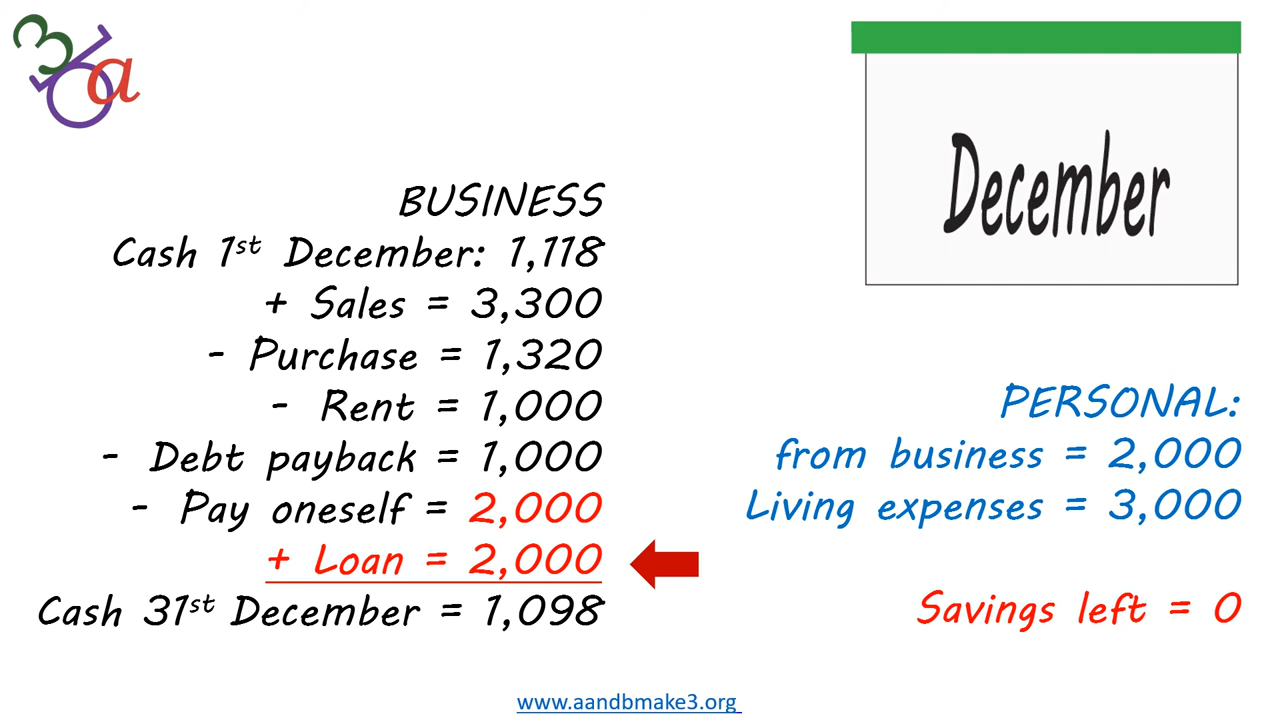 3
6
a
BUSINESS
Cash 1st December: 1,118
+ Sales = 3,300
- Purchase = 1,320
- Rent = 1,000
- Debt payback = 1,000
- Pay oneself = 2,000
+ Loan = 2,000
Cash 31st December = 1,098
December
PERSONAL:
from business = 2,000
Living expenses = 3,000
Savings left = 0
www.aandbmake3.org